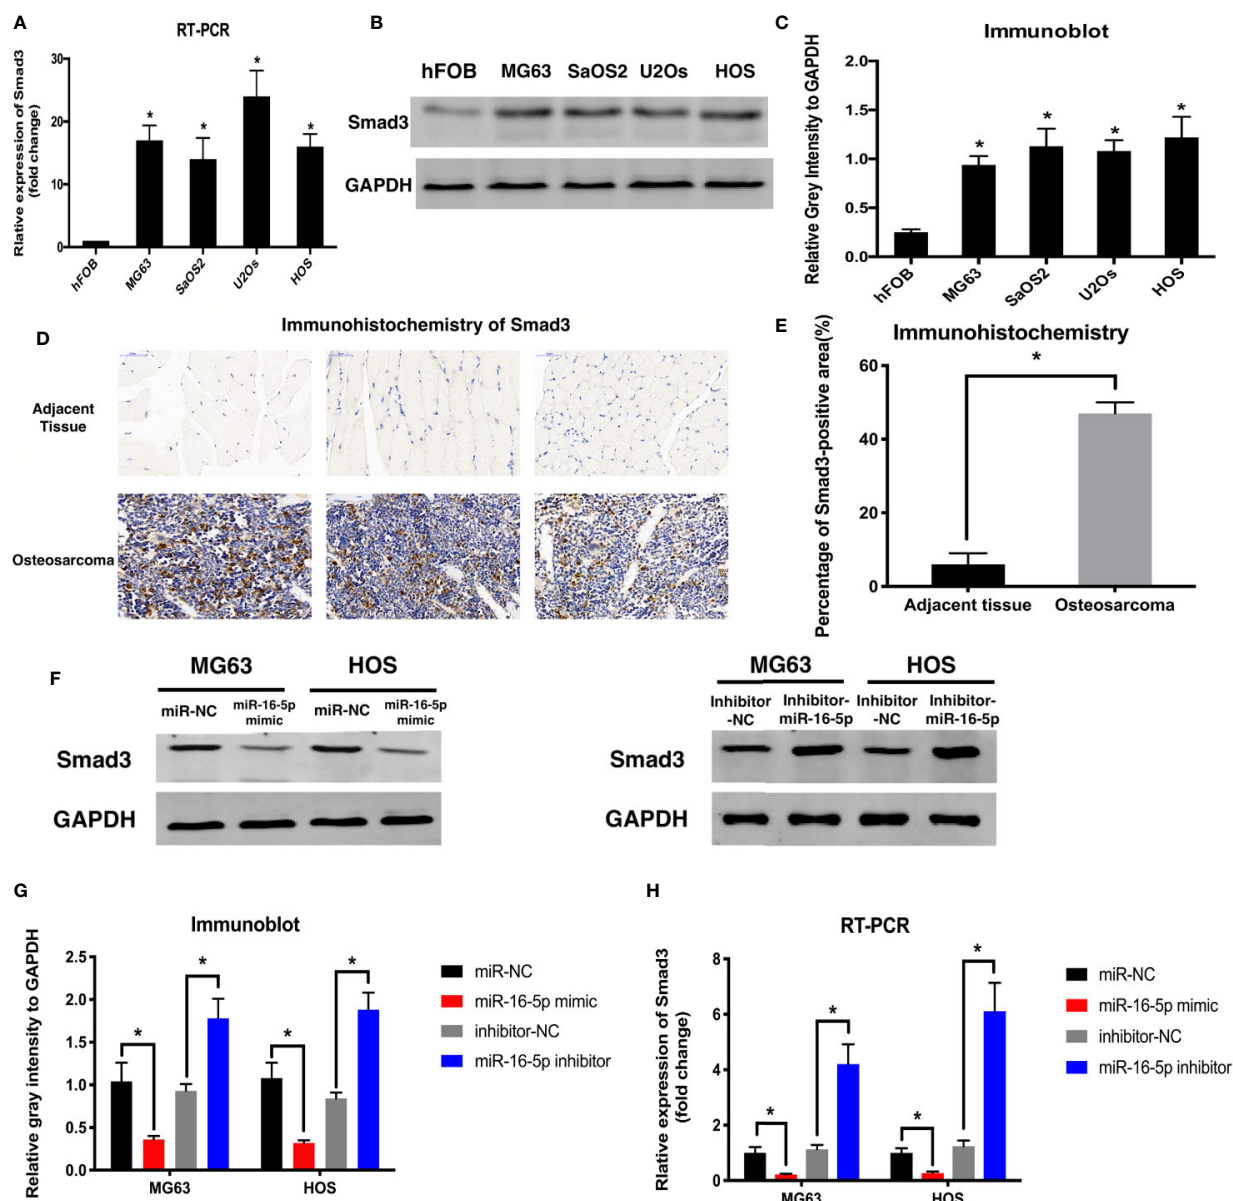 A
RT-PCR
Rlative expression of Smad3
(fold change)
30
20
10
0
*
*
*
*
hFOB
MG63
SaOS2
U2Os
HOS
B
hFOB MG63 SaOS2 U2Os HOS
Smad3
GAPDH
C
Immunoblot
Relative Grey Intensity to GAPDH
2.0
1.5
1.0
0.5
0.0
*
*
*
*
hFOB
MG63
SaOS2
U2Os
HOS
D
Immunohistochemistry of Smad3
Adjacent
Tissue
Osteosarcoma
E
Immunohistochemistry
Percentage of Smad3-positive area(%)
60
40
20
0
*
Adjacent tissue Osteosarcoma
F
MG63 HOS
miR-NC miR-16-5p mimic miR-NC miR-16-5p mimic
Smad3
GAPDH
MG63 HOS
Inhibitor -NC Inhibitor- miR-16-5p Inhibitor -NC Inhibitor- miR-16-5p
Smad3
GAPDH
G
Immunoblot
Relative gray intensity to GAPDH
2.5
2.0
1.5
1.0
0.5
0.0
*
*
*
*
MG63 HOS
miR-NC
miR-16-5p mimic
inhibitor-NC
miR-16-5p inhibitor
H
RT-PCR
Rlative expression of Smad3
(fold change)
8
6
4
2
0
*
*
*
*
MG63 HOS
miR-NC
miR-16-5p mimic
inhibitor-NC
miR-16-5p inhibitor